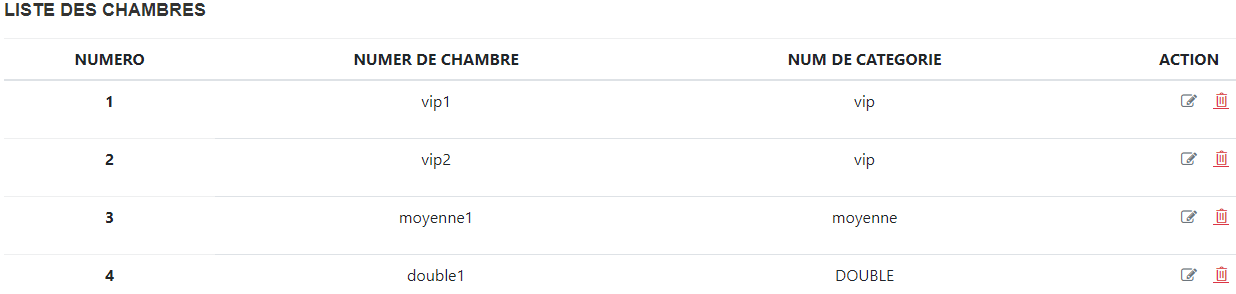 LISTE DES CHAMBRES
NUMERO NUMER DE CHAMBRE NUM DE CATEGORIE ACTION
1 vip1 vip
2 vip2 vip
3 moyenne1 moyenne
4 double1 DOUBLE